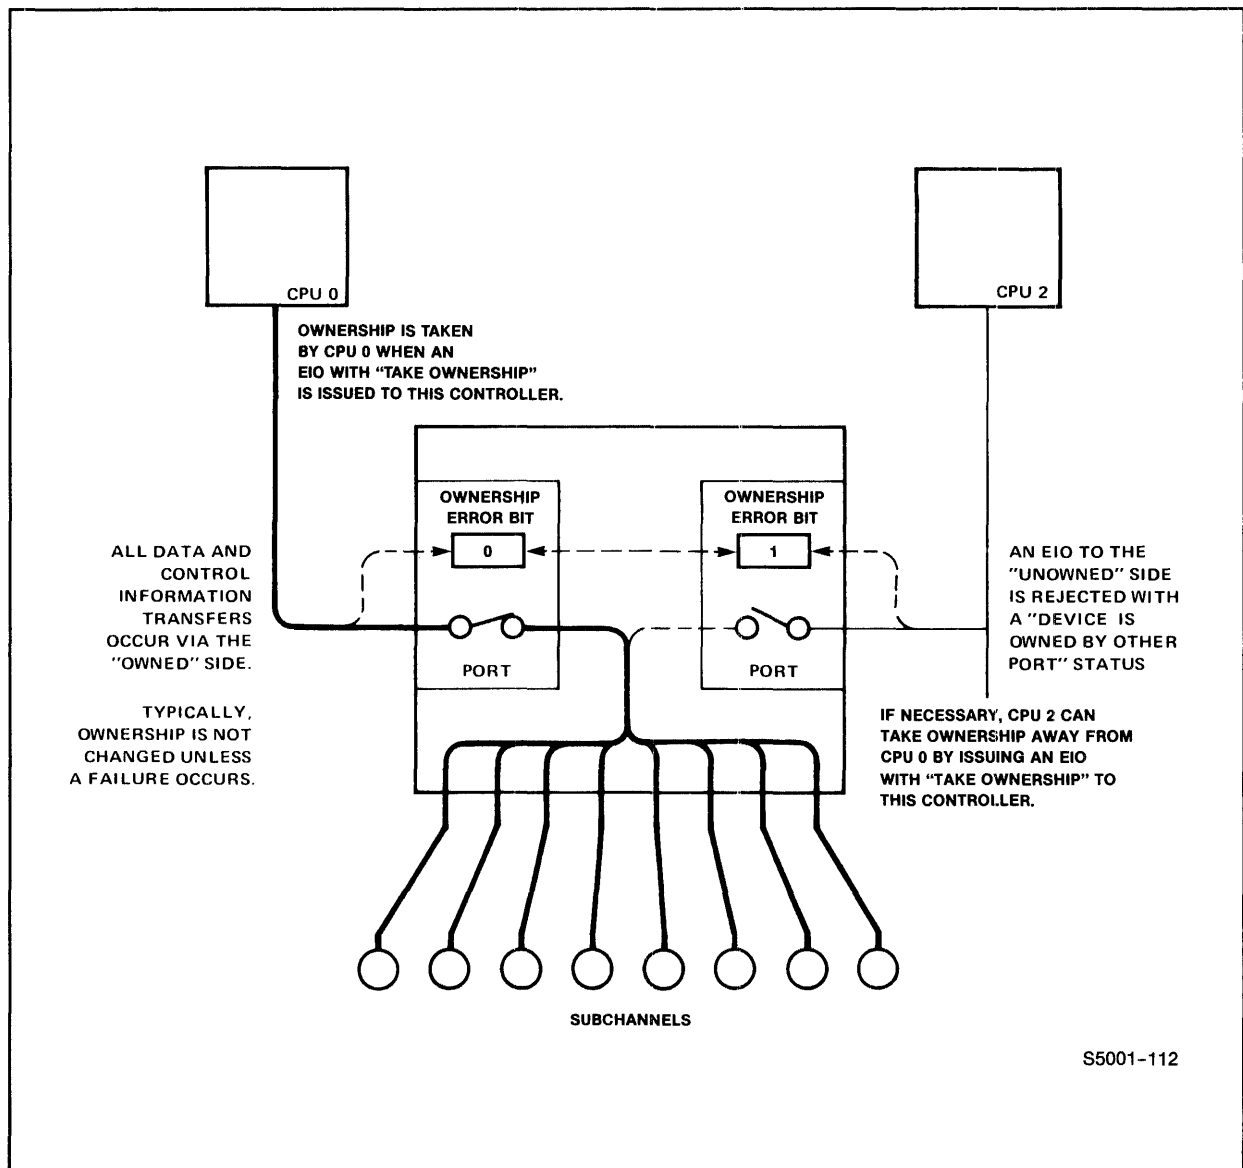 CPU 0
CPU 2
OWNERSHIP IS TAKEN
BY CPU 0 WHEN AN
EIO WITH "TAKE OWNERSHIP"
IS ISSUED TO THIS CONTROLLER.
OWNERSHIP
ERROR BIT
0
PORT
OWNERSHIP
ERROR BIT
1
PORT
ALL DATA AND
CONTROL
INFORMATION
TRANSFERS
OCCUR VIA THE
"OWNED" SIDE.
TYPICALLY,
OWNERSHIP IS NOT
CHANGED UNLESS
A FAILURE OCCURS.
AN EIO TO THE
"UNOWNED" SIDE
IS REJECTED WITH
A "DEVICE IS
OWNED BY OTHER
PORT" STATUS
IF NECESSARY, CPU 2 CAN
TAKE OWNERSHIP AWAY FROM
CPU 0 BY ISSUING AN EIO
WITH "TAKE OWNERSHIP" TO
THIS CONTROLLER.
SUBCHANNELS
S5001-112